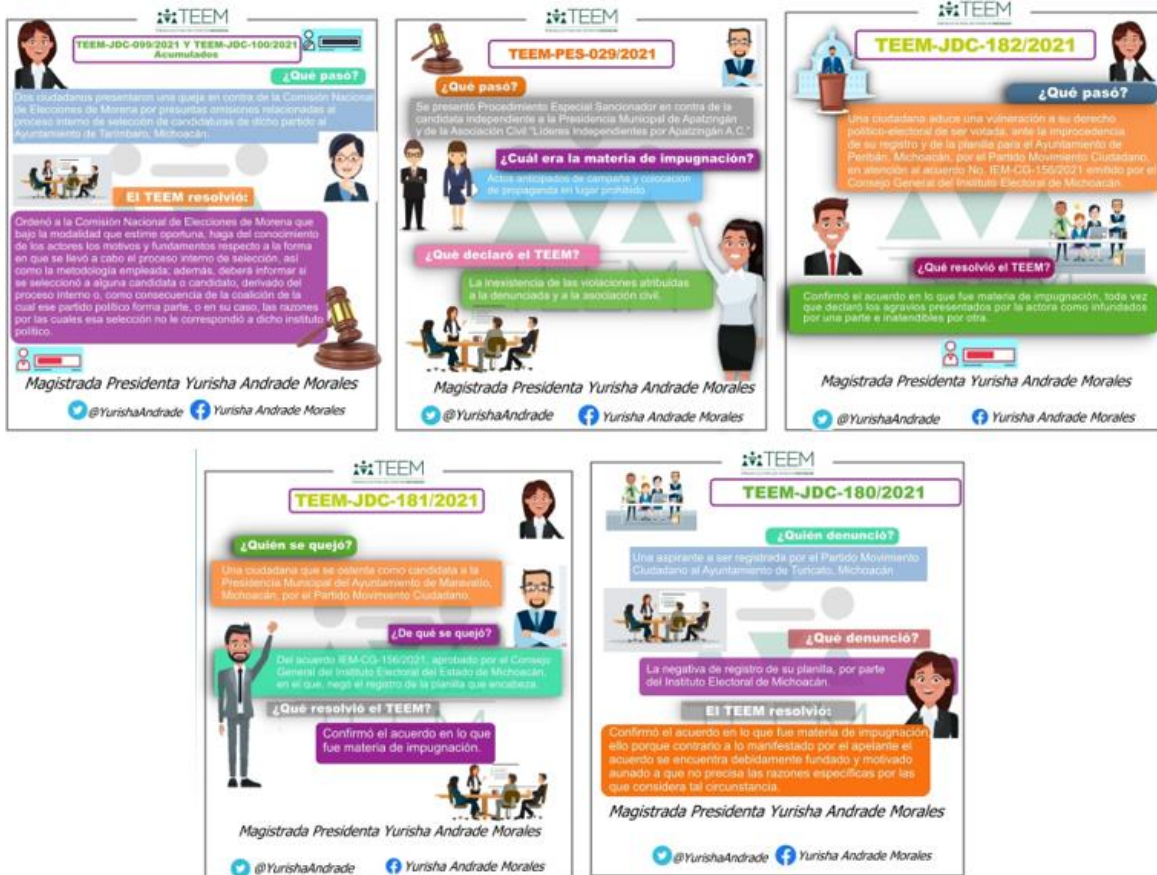 TEEM
TEEM-JDC-099/2021 Y TEEM-JDC-100/2021
Acumulados
¿Qué pasó?
Dos ciudadanos presentaron una queja en contra de la Comisión Nacional
de Elecciones de Morena por presuntas omisiones relacionadas al
proceso interno de selección de candidaturas de dicho partido al
Ayuntamiento de Tarímbaro, Michoacán.
El TEEM resolvió:
Ordenó a la Comisión Nacional de Elecciones de Morena que
bajo la modalidad que estime oportuna, haga del conocimiento
de los actores los motivos y fundamentos respecto a la forma
en que se llevó a cabo el proceso interno de selección, así
como la metodología empleada; además, deberá informar si
se seleccionó a alguna candidata o candidato, derivado del
proceso interno o, como consecuencia de la coalición de la
cual ese partido político forma parte, o en su caso, las razones
por las cuales esa selección no le correspondió a dicho instituto
político.
Magistrada Presidenta Yurisha Andrade Morales
@YurishaAndrade Yurisha Andrade Morales
TEEM
TEEM-PES-029/2021
¿Qué pasó?
Se presentó Procedimiento Especial Sancionador en contra de la
candidata independiente a la Presidencia Municipal de Apatzingán
y de la Asociación Civil "Líderes Independientes por Apatzingán A.C."
¿Cuál era la materia de impugnación?
Actos anticipados de campaña y colocación
de propaganda en lugar prohibido.
¿Qué declaró el TEEM?
La inexistencia de las violaciones atribuidas
a la denunciada y a la asociación civil.
Magistrada Presidenta Yurisha Andrade Morales
@YurishaAndrade Yurisha Andrade Morales
TEEM
TEEM-JDC-182/2021
¿Qué pasó?
Una ciudadana aduce una vulneración a su derecho
político-electoral de ser votada, ante la improcedencia
de su registro y de la planilla para el Ayuntamiento de
Peribán, Michoacán, por el Partido Movimiento Ciudadano,
en atención al acuerdo No. IEM-CG-156/2021 emitido por el
Consejo General del Instituto Electoral de Michoacán.
¿Qué resolvió el TEEM?
Confirmó el acuerdo en lo que fue materia de impugnación, toda vez
que declaró los agravios presentados por la actora como infundados
por una parte e inatendibles por otra.
Magistrada Presidenta Yurisha Andrade Morales
@YurishaAndrade Yurisha Andrade Morales
TEEM
TEEM-JDC-181/2021
¿Quién se quejó?
Una ciudadana que se ostenta como candidata a la
Presidencia Municipal del Ayuntamiento de Maravatío,
Michoacán, por el Partido Movimiento Ciudadano.
¿De qué se quejó?
Del acuerdo IEM-CG-156/2021, aprobado por el Consejo
General del Instituto Electoral del Estado de Michoacán,
en el que, negó el registro de la planilla que encabeza.
¿Qué resolvió el TEEM?
Confirmó el acuerdo en lo que
fue materia de impugnación.
Magistrada Presidenta Yurisha Andrade Morales
@YurishaAndrade Yurisha Andrade Morales
TEEM
TEEM-JDC-180/2021
¿Quién denunció?
Una aspirante a ser registrada por el Partido Movimiento
Ciudadano al Ayuntamiento de Turicato, Michoacán
¿Qué denunció?
La negativa de registro de su planilla, por parte
del Instituto Electoral de Michoacán.
El TEEM resolvió:
Confirmó el acuerdo en lo que fue materia de impugnación
ello porque contrario a lo manifestado por el apelante el
acuerdo se encuentra debidamente fundado y motivado
aunado a que no precisa las razones específicas por las
que considera tal circunstancia.
Magistrada Presidenta Yurisha Andrade Morales
@YurishaAndrade Yurisha Andrade Morales